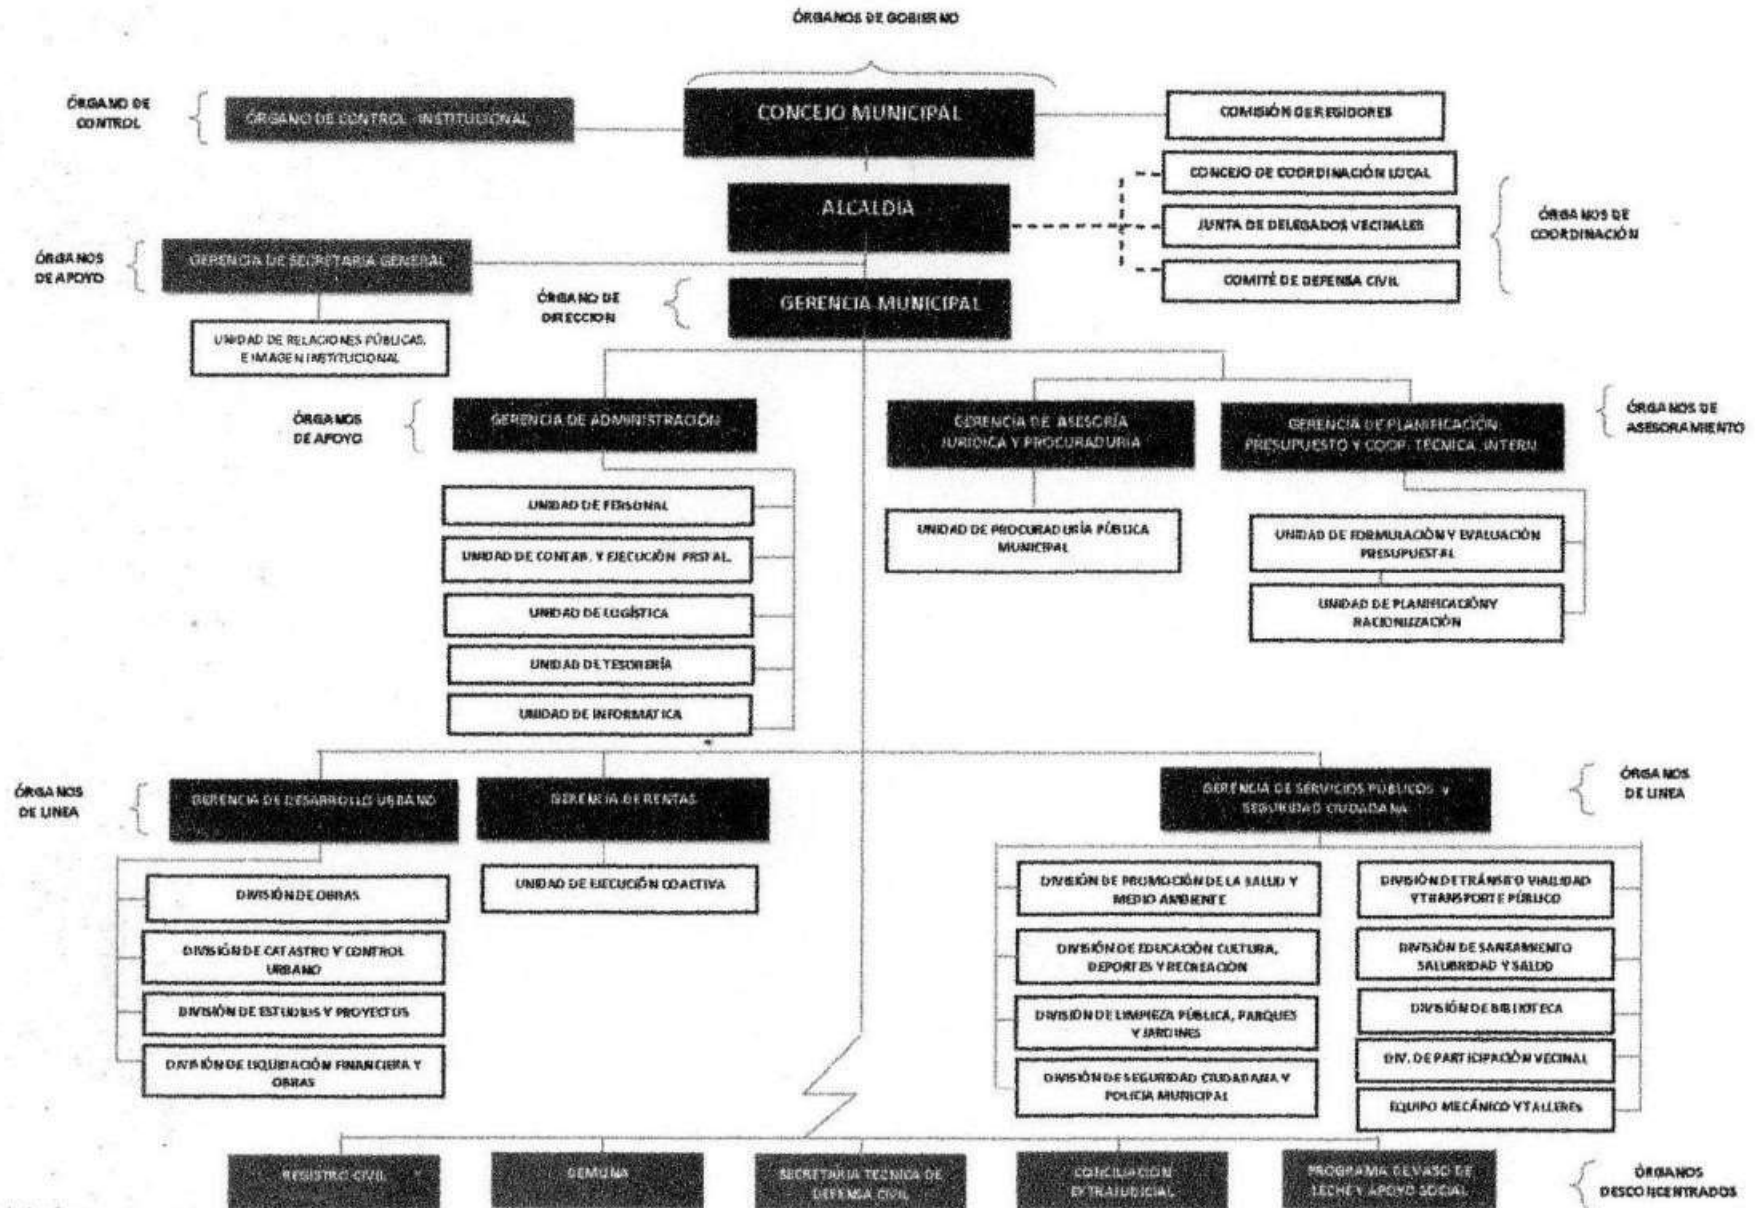 ÓRGANOS DE GOBIERNO
ÓRGANO DE
CONTROL
ÓRGANO DE CONTROL INSTITUCIONAL
CONCEJO MUNICIPAL
COMISIÓN DE REGIDORES
CONCEJO DE COORDINACIÓN LOCAL
ALCALDIA
JUNTA DE DELEGADOS VECINALES
ÓRGANOS DE
COORDINACIÓN
COMITÉ DE DEFENSA CIVIL
ÓRGANOS
DE APOYO
GERENCIA DE SECRETARIA GENERAL
ÓRGANO DE
DIRECCION
GERENCIA MUNICIPAL
UNIDAD DE RELACIONES PÚBLICAS,
E IMAGEN INSTITUCIONAL
ÓRGANOS
DE APOYO
GERENCIA DE ADMINISTRACIÓN
GERENCIA DE ASESORÍA
JURIDICA Y PROCURADURIA
GERENCIA DE PLANIFICACIÓN,
PRESUPUESTO Y COOP. TÉCNICA. INTERN.
ÓRGANOS DE
ASESORAMIENTO
UNIDAD DE PERSONAL
UNIDAD DE CONTAB. Y EJECUCIÓN PRSTAL.
UNIDAD DE LOGÍSTICA
UNIDAD DE TESORERÍA
UNIDAD DE INFORMATICA
UNIDAD DE PROCURADURÍA PÚBLICA
MUNICIPAL
UNIDAD DE FORMULACIÓN Y EVALUACIÓN
PRESUPUESTAL
UNIDAD DE PLANIFICACIÓN Y
RACIONIZACIÓN
ÓRGANOS
DE LINEA
GERENCIA DE DESARROLLO URBANO
GERENCIA DE RENTAS
GERENCIA DE SERVICIOS PÚBLICOS y
SEGURIDAD CIUDADANA
ÓRGANOS
DE LINEA
DIVISIÓN DE OBRAS
DIVISIÓN DE CATASTRO Y CONTROL
URBANO
DIVISIÓN DE ESTUDIOS Y PROYECTOS
DIVISIÓN DE LIQUIDACIÓN FINANCIERA Y
OBRAS
UNIDAD DE EJECUCIÓN COACTIVA
DIVISIÓN DE PROMOCIÓN DE LA SALUD Y
MEDIO AMBIENTE
DIVISIÓN DE EDUCACIÓN CULTURA,
DEPORTES Y RECREACIÓN
DIVISIÓN DE LIMPIEZA PÚBLICA, PARQUES
Y JARDINES
DIVISIÓN DE SEGURIDAD CIUDADANA Y
POLICIA MUNICIPAL
DIVISIÓN DE TRÁNSITO VIALIDAD
Y TRANSPORTE PÚBLICO
DIVISIÓN DE SANEAMIENTO
SALUBRIDAD Y SALUD
DIVISIÓN DE BIBLIOTECA
DIV. DE PARTICIPACIÓN VECINAL
EQUIPO MECÁNICO Y TALLERES
REGISTRO CIVIL
DEMUNA
SECRETARIA TECNICA DE
DEFENSA CIVIL
CONCILIACION
EXTRAJUDICIAL
PROGRAMA DE VASO DE
LECHE Y APOYO SOCIAL
ÓRGANOS
DESCONCENTRADOS